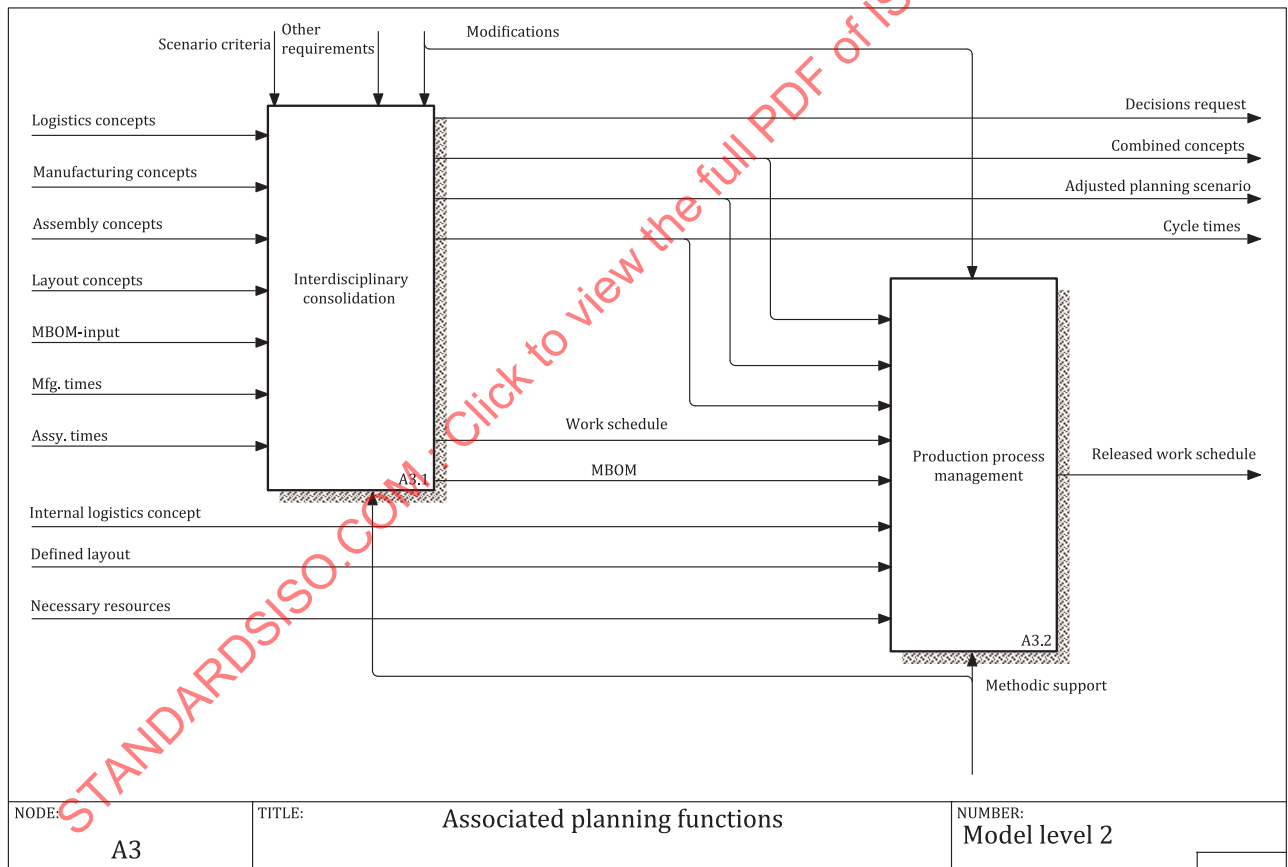 Scenario criteria
Other
requirements
Modifications
Logistics concepts
Manufacturing concepts
Assembly concepts
Layout concepts
MBOM-input
Mfg. times
Assy. times
Interdisciplinary
consolidation
A3.1
Decisions request
Combined concepts
Adjusted planning scenario
Cycle times
Work schedule
MBOM
Internal logistics concept
Defined layout
Necessary resources
Production process
management
A3.2
Released work schedule
Methodic support
STANDARDSISO.COM : Click to view the full PDF of IS
NODE:
A3
TITLE:
Associated planning functions
NUMBER:
Model level 2